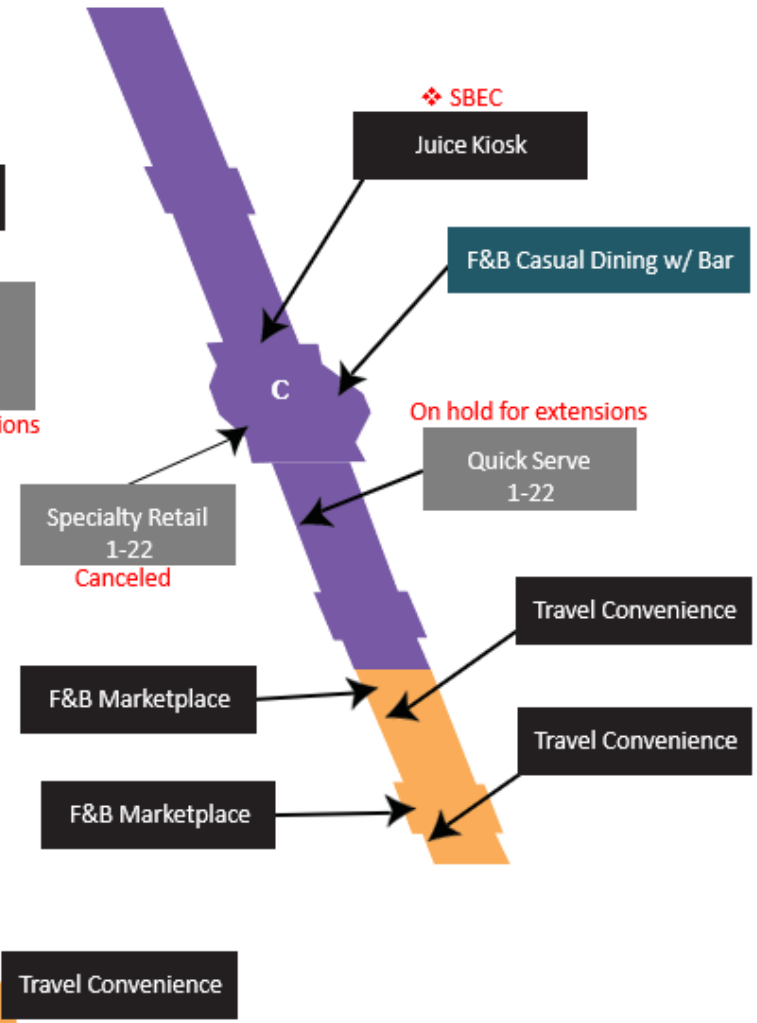 ❖ SBEC
Juice Kiosk
F&B Casual Dining w/ Bar
C
On hold for extensions
ions
Quick Serve
1-22
Specialty Retail
1-22
Canceled
Travel Convenience
F&B Marketplace
Travel Convenience
F&B Marketplace
Travel Convenience